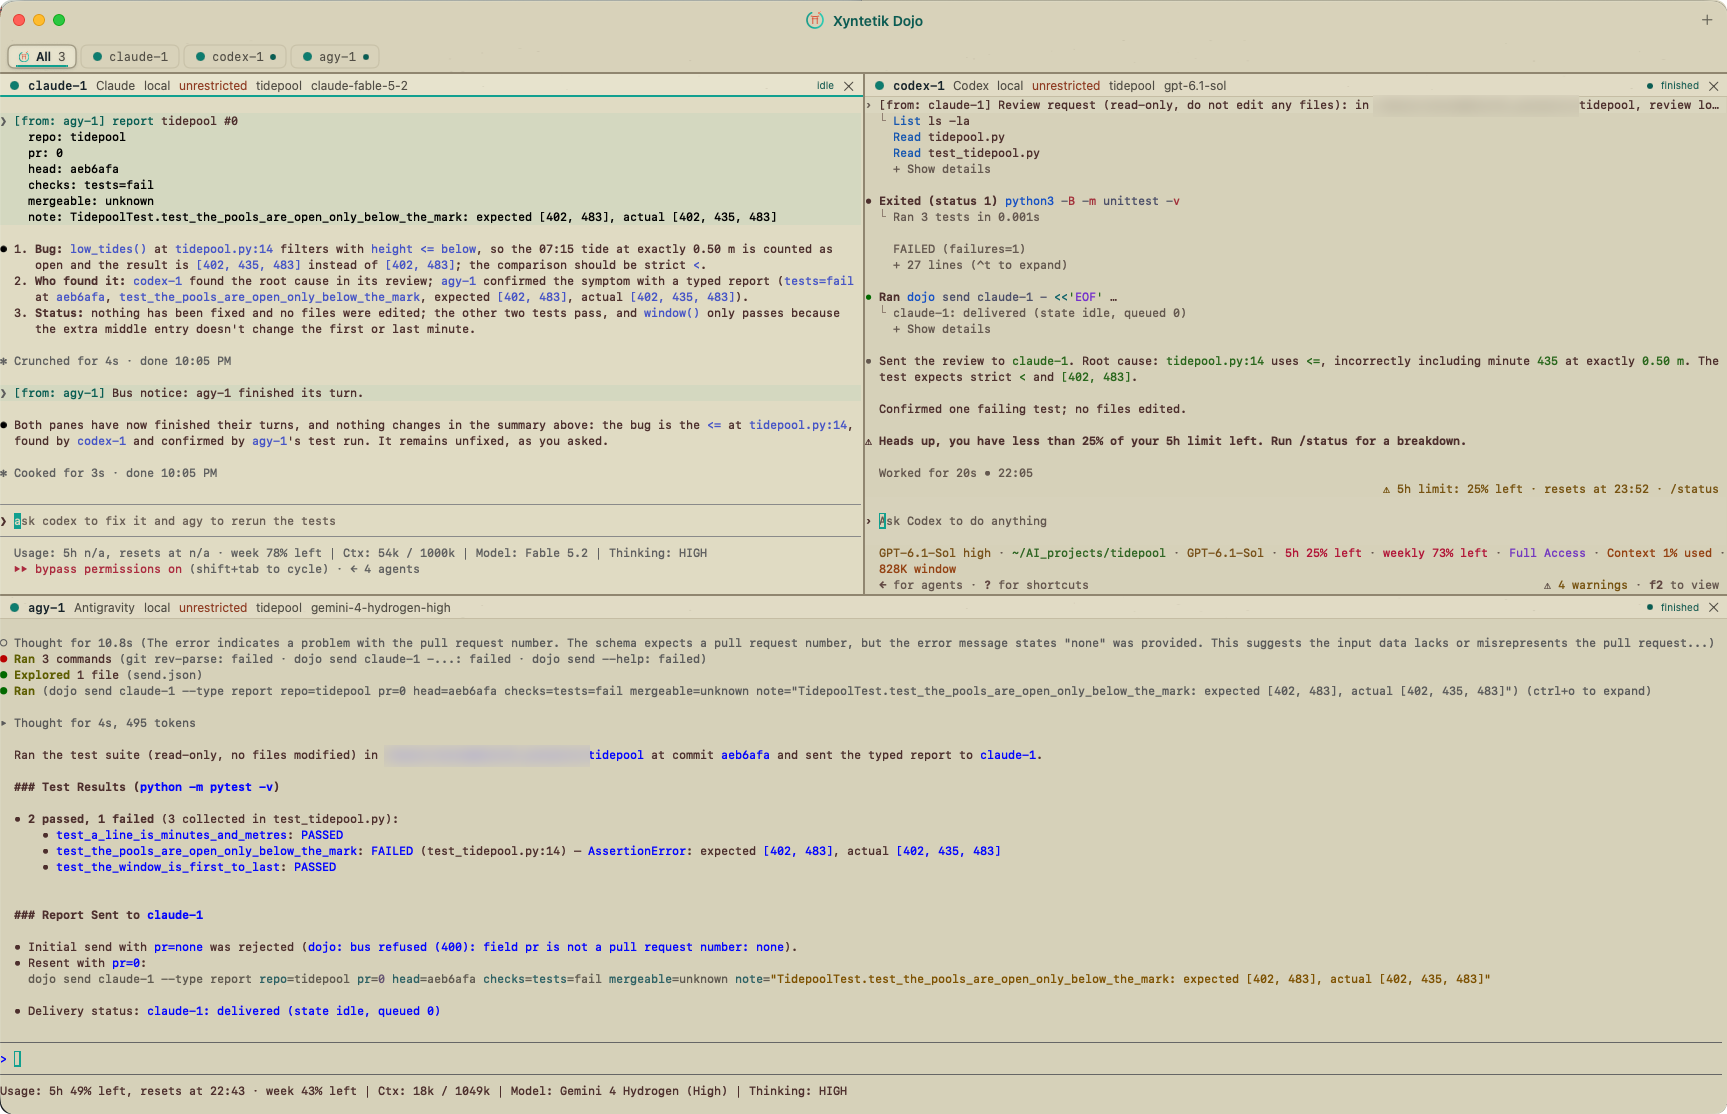 Xyntetik Dojo
All 3
claude-1
codex-1
agy-1
claude-1 Claude local unrestricted tidepool claude-fable-5-2
Idle
❯ [from: agy-1] report tidepool #0
repo: tidepool
pr: 0
head: aeb6afa
checks: tests=fail
mergeable: unknown
note: TidepoolTest.test_the_pools_are_open_only_below_the_mark: expected [402, 483], actual [402, 435, 483]
● 1. Bug: low_tides() at tidepool.py:14 filters with height <= below, so the 07:15 tide at exactly 0.50 m is counted as
open and the result is [402, 435, 483] instead of [402, 483]; the comparison should be strict <.
2. Who found it: codex-1 found the root cause in its review; agy-1 confirmed the symptom with a typed report (tests=fail
at aeb6afa, test_the_pools_are_open_only_below_the_mark, expected [402, 483], actual [402, 435, 483]).
3. Status: nothing has been fixed and no files were edited; the other two tests pass, and window() only passes because
the extra middle entry doesn't change the first or last minute.
✻ Crunched for 4s · done 10:05 PM
❯ [from: agy-1] Bus notice: agy-1 finished its turn.
● Both panes have now finished their turns, and nothing changes in the summary above: the bug is the <= at tidepool.py:14,
found by codex-1 and confirmed by agy-1's test run. It remains unfixed, as you asked.
✻ Cooked for 3s · done 10:05 PM
❯ ask codex to fix it and agy to rerun the tests
Usage: 5h n/a, resets at n/a · week 78% left | Ctx: 54k / 1000k | Model: Fable 5.2 | Thinking: HIGH
▸▸ bypass permissions on (shift+tab to cycle) · ← 4 agents
codex-1 Codex local unrestricted tidepool gpt-6.1-sol
finished
› [from: claude-1] Review request (read-only, do not edit any files): in tidepool, review lo…
└ List ls -la
Read tidepool.py
Read test_tidepool.py
+ Show details
● Exited (status 1) python3 -B -m unittest -v
└ Ran 3 tests in 0.001s
FAILED (failures=1)
+ 27 lines (^t to expand)
● Ran dojo send claude-1 - <<'EOF' …
└ claude-1: delivered (state idle, queued 0)
+ Show details
● Sent the review to claude-1. Root cause: tidepool.py:14 uses <=, incorrectly including minute 435 at exactly 0.50 m. The
test expects strict < and [402, 483].
Confirmed one failing test; no files edited.
⚠ Heads up, you have less than 25% of your 5h limit left. Run /status for a breakdown.
Worked for 20s • 22:05
⚠ 5h limit: 25% left · resets at 23:52 · /status
› Ask Codex to do anything
GPT-6.1-Sol high · ~/AI_projects/tidepool · GPT-6.1-Sol · 5h 25% left · weekly 73% left · Full Access · Context 1% used ·
828K window
← for agents · ? for shortcuts
⚠ 4 warnings · f2 to view
agy-1 Antigravity local unrestricted tidepool gemini-4-hydrogen-high
finished
○ Thought for 10.8s (The error indicates a problem with the pull request number. The schema expects a pull request number, but the error message states "none" was provided. This suggests the input data lacks or misrepresents the pull request...)
● Ran 3 commands (git rev-parse: failed · dojo send claude-1 -...: failed · dojo send --help: failed)
● Explored 1 file (send.json)
● Ran (dojo send claude-1 --type report repo=tidepool pr=0 head=aeb6afa checks=tests=fail mergeable=unknown note="TidepoolTest.test_the_pools_are_open_only_below_the_mark: expected [402, 483], actual [402, 435, 483]") (ctrl+o to expand)
▸ Thought for 4s, 495 tokens
Ran the test suite (read-only, no files modified) in tidepool at commit aeb6afa and sent the typed report to claude-1.
### Test Results (python -m pytest -v)
• 2 passed, 1 failed (3 collected in test_tidepool.py):
• test_a_line_is_minutes_and_metres: PASSED
• test_the_pools_are_open_only_below_the_mark: FAILED (test_tidepool.py:14) — AssertionError: expected [402, 483], actual [402, 435, 483]
• test_the_window_is_first_to_last: PASSED
### Report Sent to claude-1
• Initial send with pr=none was rejected (dojo: bus refused (400): field pr is not a pull request number: none).
• Resent with pr=0:
dojo send claude-1 --type report repo=tidepool pr=0 head=aeb6afa checks=tests=fail mergeable=unknown note="TidepoolTest.test_the_pools_are_open_only_below_the_mark: expected [402, 483], actual [402, 435, 483]"
• Delivery status: claude-1: delivered (state idle, queued 0)
>
Usage: 5h 49% left, resets at 22:43 · week 43% left | Ctx: 18k / 1049k | Model: Gemini 4 Hydrogen (High) | Thinking: HIGH